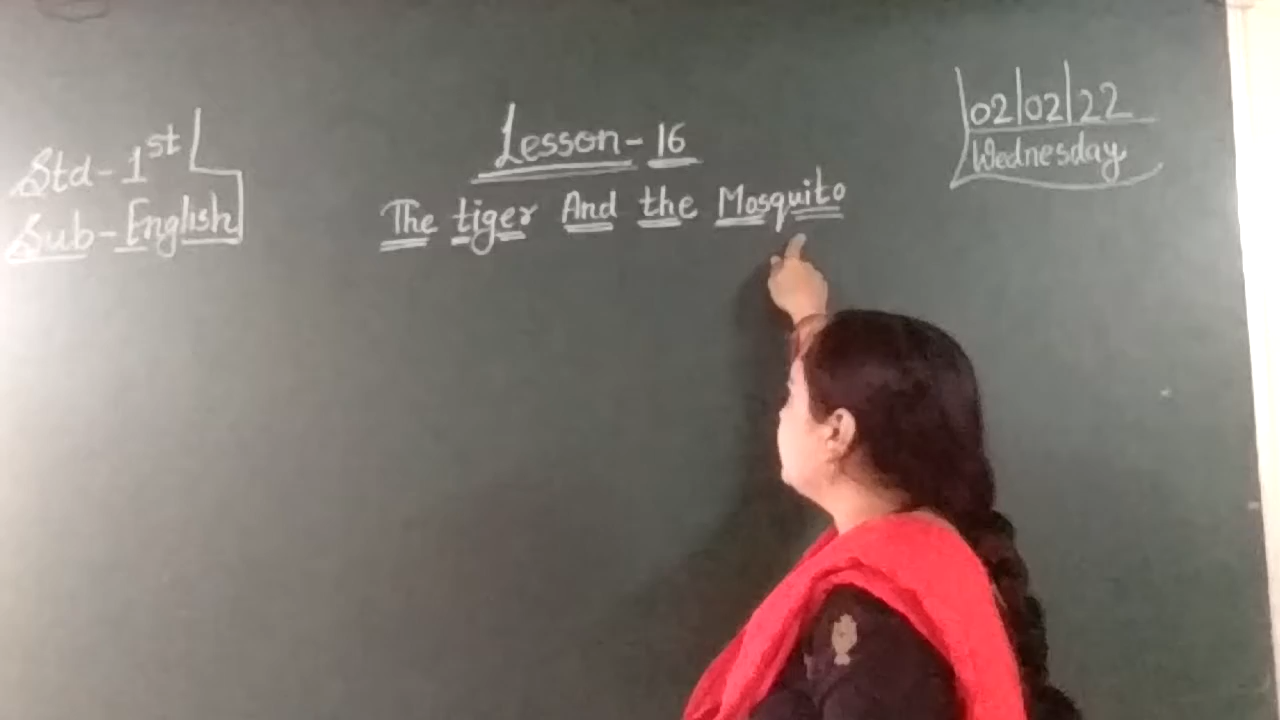 Std- 1st
Sub- English
Lesson- 16
The tiger And the Mosquito
02/02/22
Wednesday